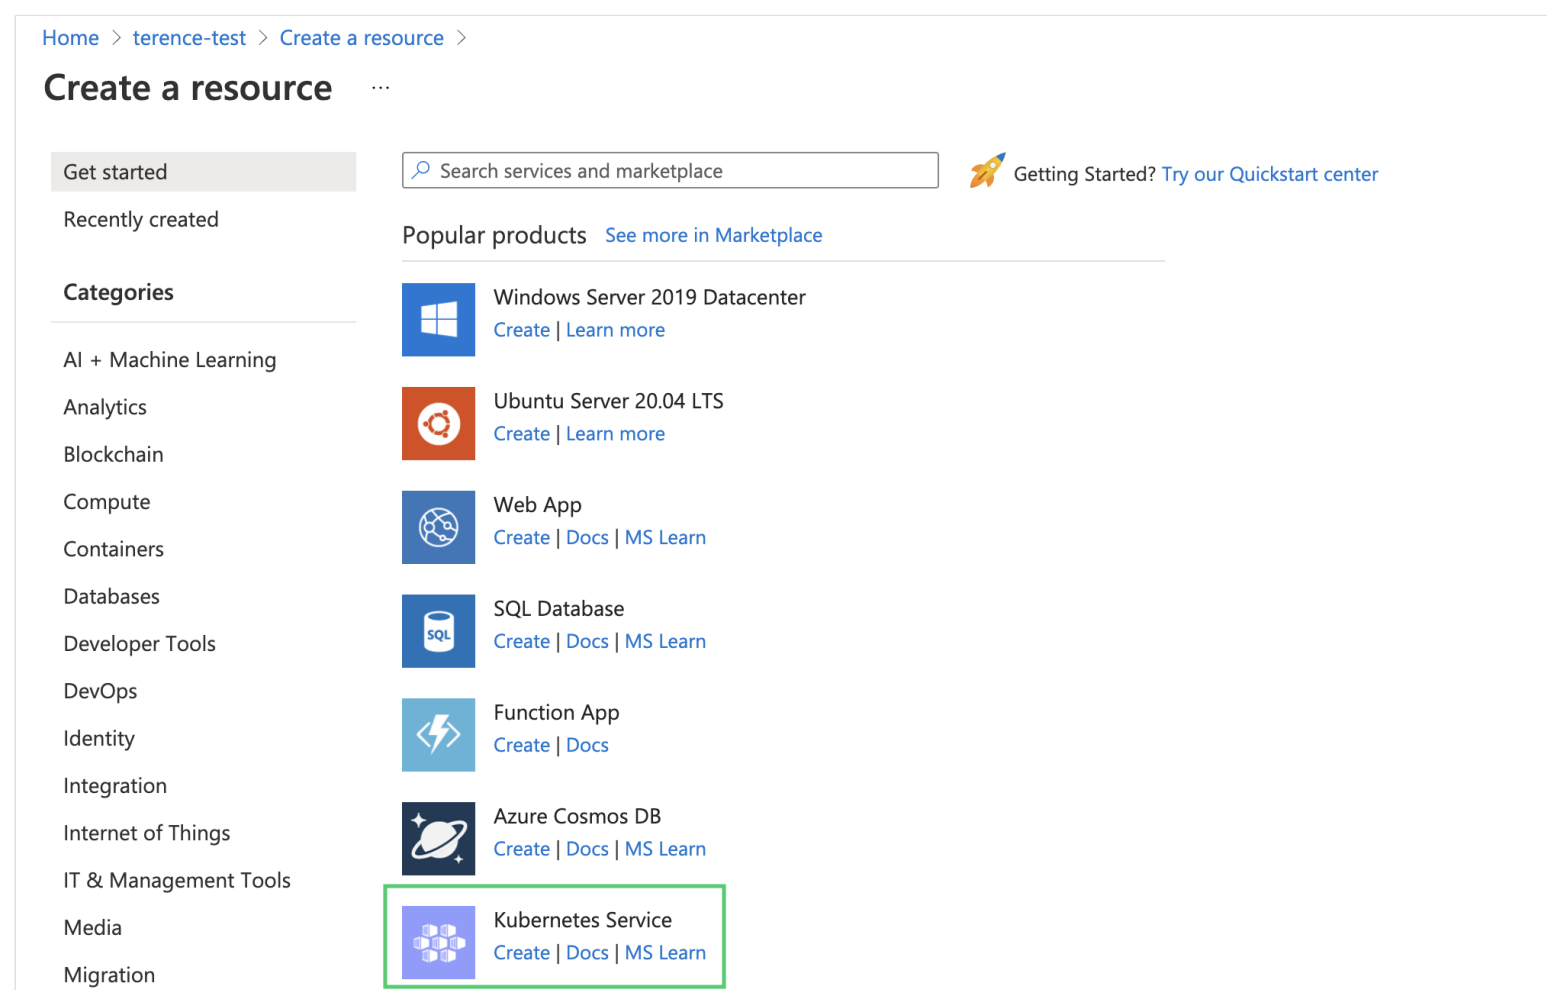 Home > terence-test > Create a resource >
Create a resource ...
Get started
Recently created
Categories
AI + Machine Learning
Analytics
Blockchain
Compute
Containers
Databases
Developer Tools
DevOps
Identity
Integration
Internet of Things
IT & Management Tools
Media
Migration
Search services and marketplace
Getting Started? Try our Quickstart center
Popular products See more in Marketplace
Windows Server 2019 Datacenter
Create | Learn more
Ubuntu Server 20.04 LTS
Create | Learn more
Web App
Create | Docs | MS Learn
SQL
SQL Database
Create | Docs | MS Learn
Function App
Create | Docs
Azure Cosmos DB
Create | Docs | MS Learn
Kubernetes Service
Create | Docs | MS Learn